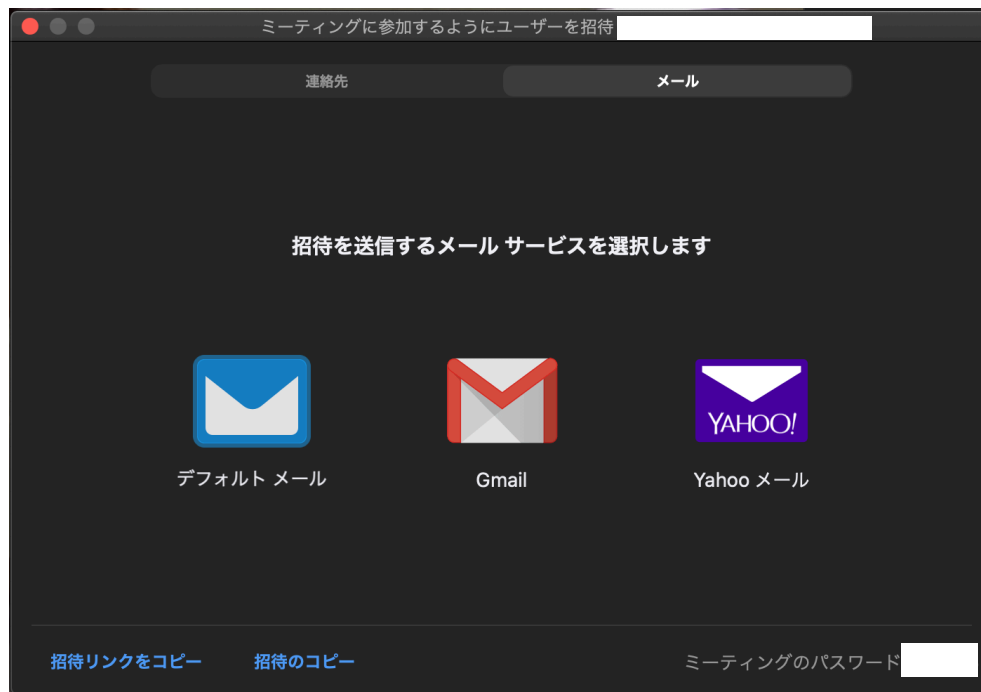 ミーティングに参加するようにユーザーを招待
連絡先 メール
招待を送信するメール サービスを選択します
YAHOO!
デフォルト メール Gmail Yahoo メール
招待リンクをコピー 招待のコピー ミーティングのパスワード